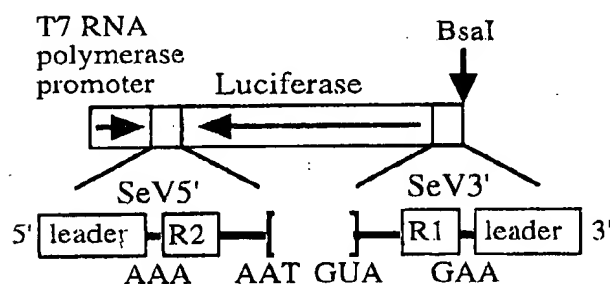 T7 RNA
polymerase
promoter
BsaI
Luciferase
SeV5' SeV3'
5' leader R2 R1 leader 3'
AAA AAT GUA GAA